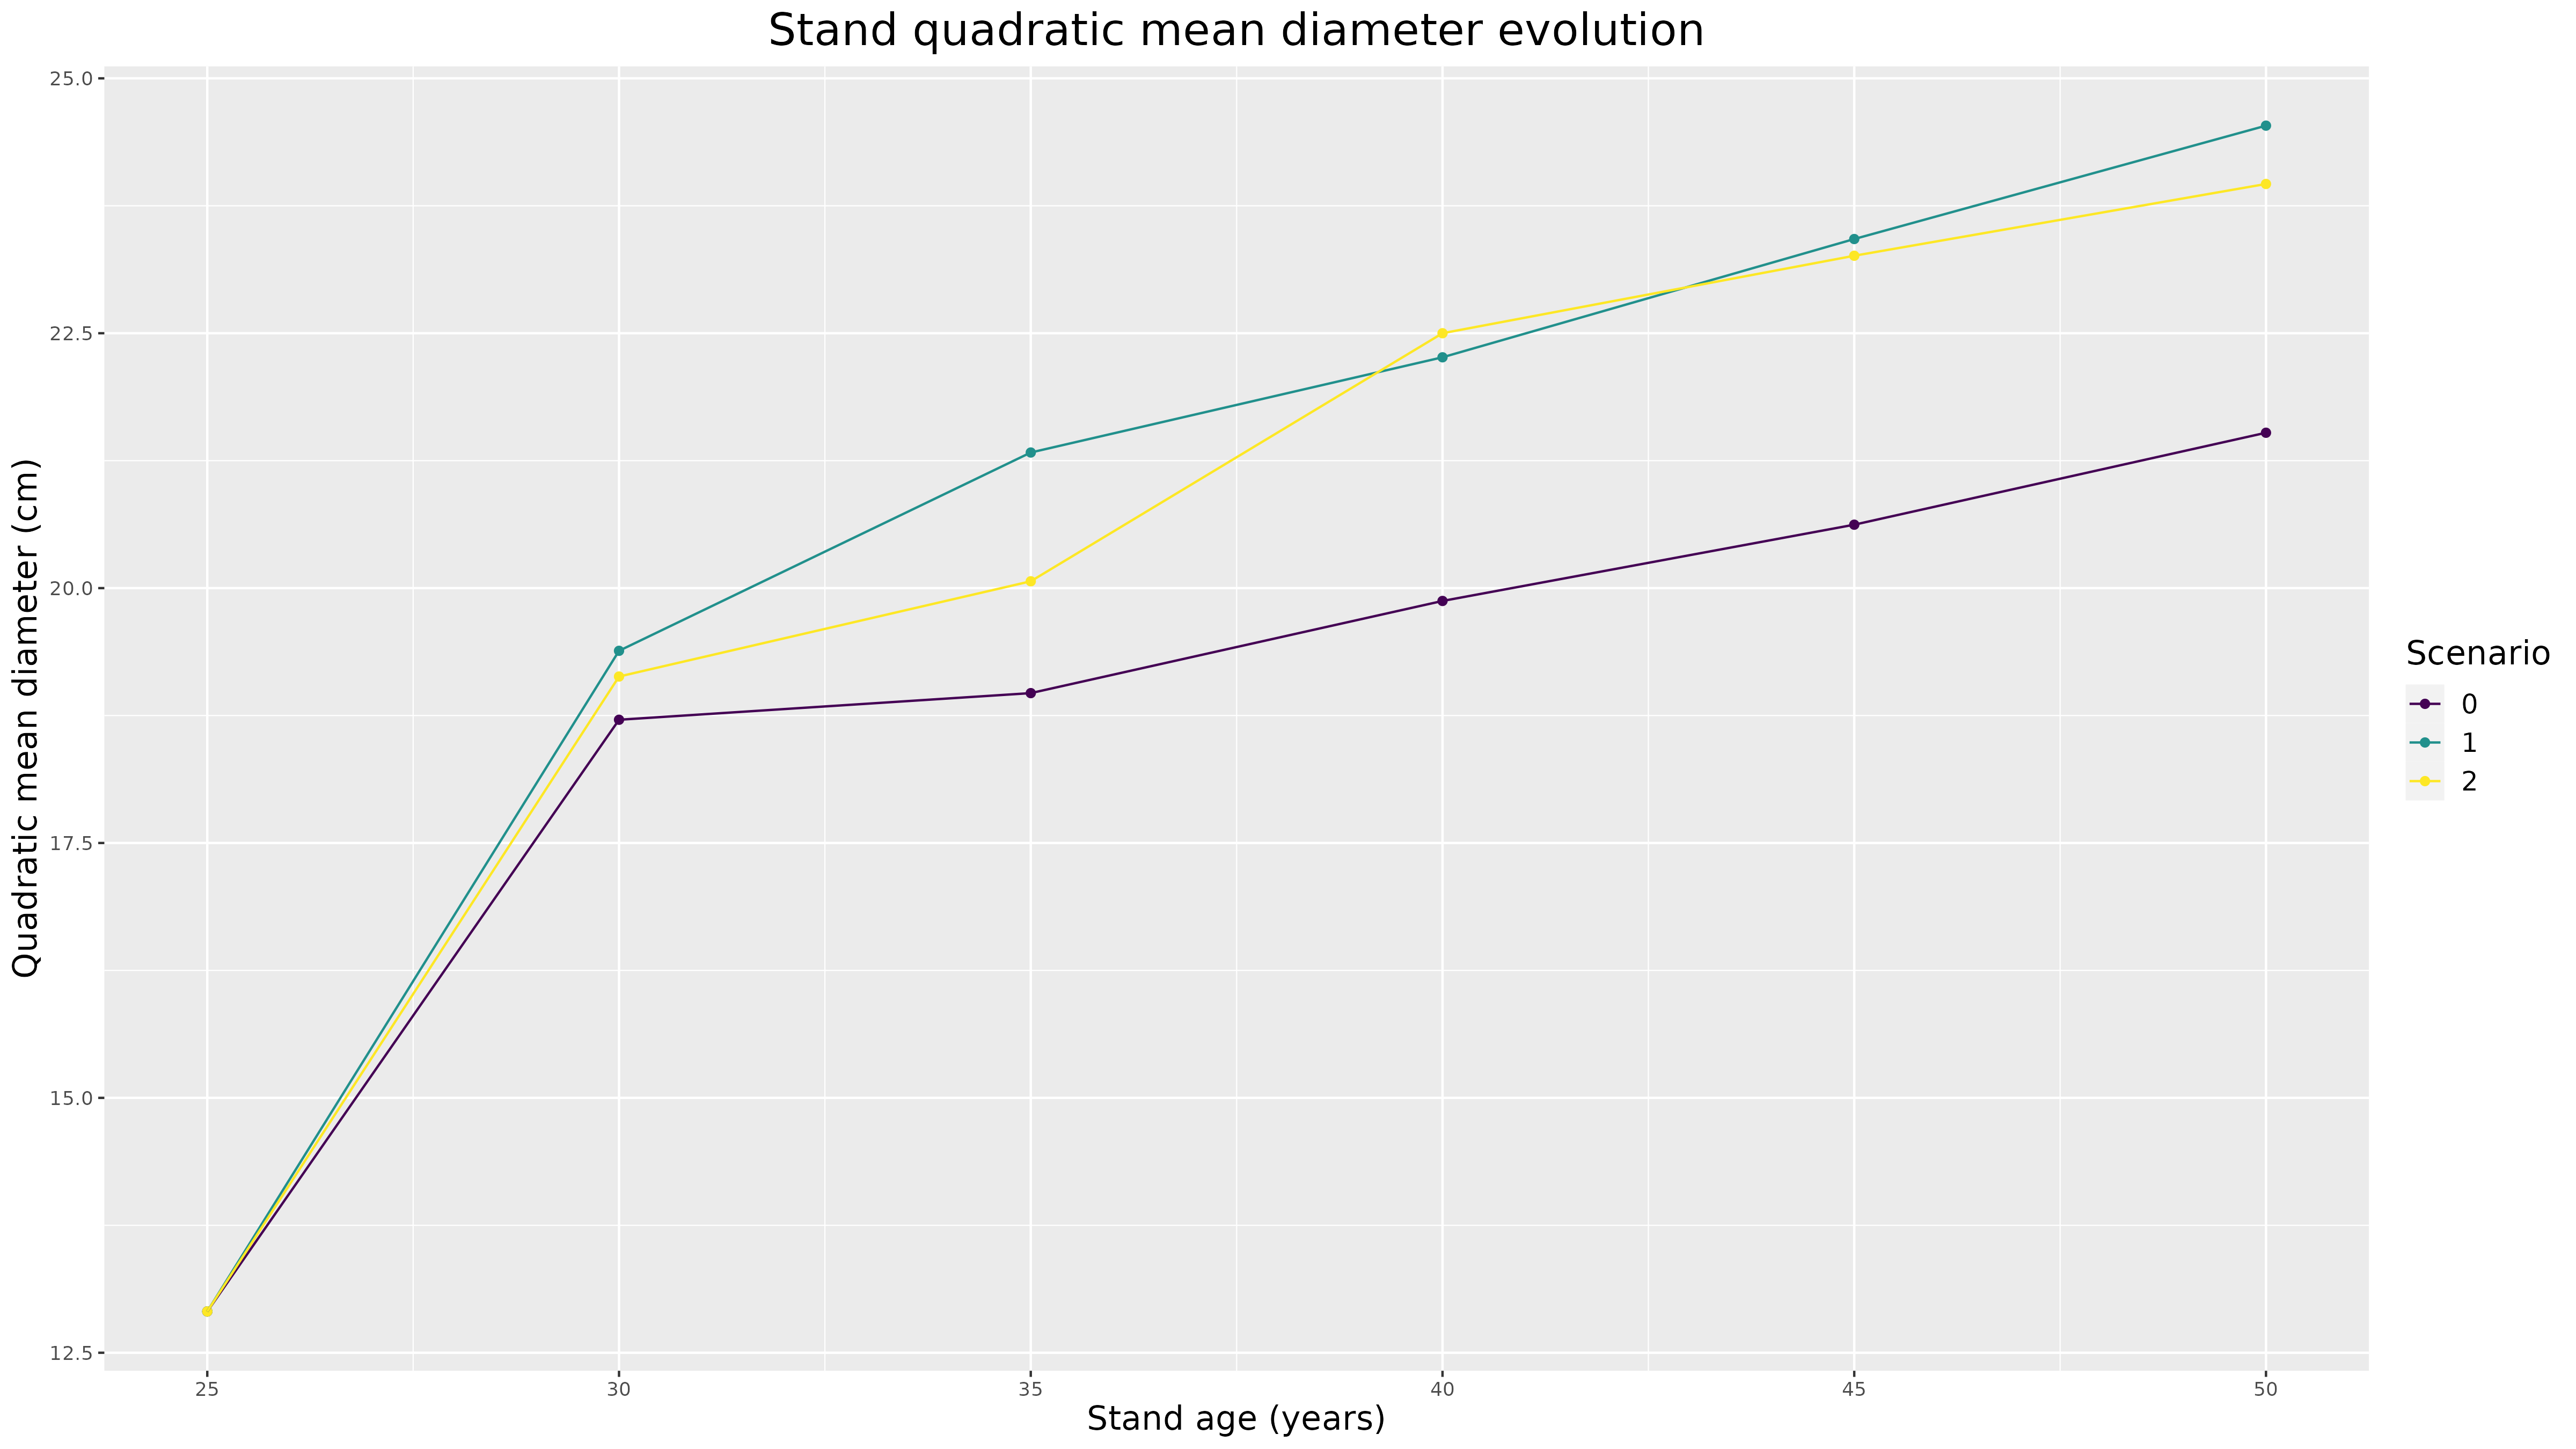 Stand quadratic mean diameter evolution
Quadratic mean diameter (cm)
25.0
22.5
20.0
17.5
15.0
12.5
25 30 35 40 45 50
Stand age (years)
Scenario
0
1
2